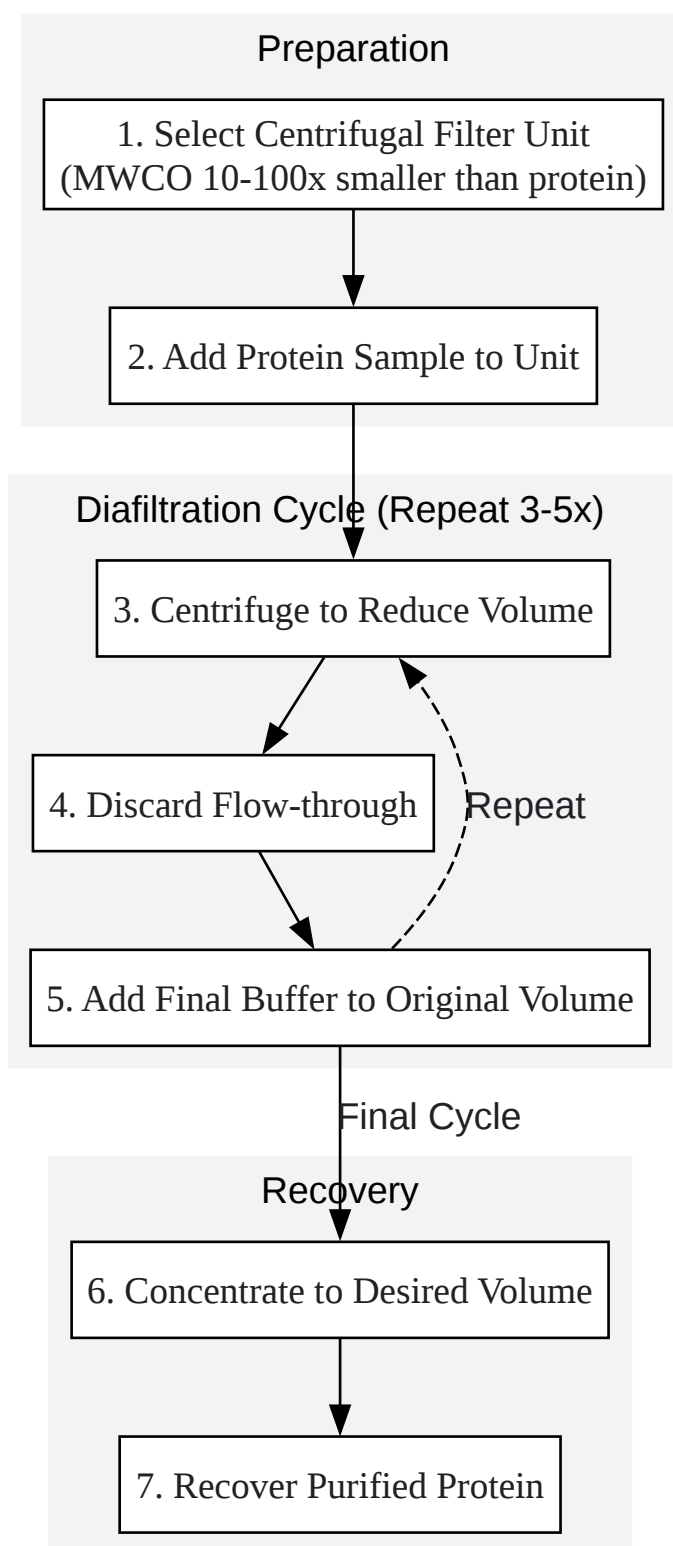 Preparation
1. Select Centrifugal Filter Unit
(MWCO 10-100x smaller than protein)
2. Add Protein Sample to Unit
Diafiltration Cycle (Repeat 3-5x)
3. Centrifuge to Reduce Volume
4. Discard Flow-through
Repeat
5. Add Final Buffer to Original Volume
Final Cycle
Recovery
6. Concentrate to Desired Volume
7. Recover Purified Protein